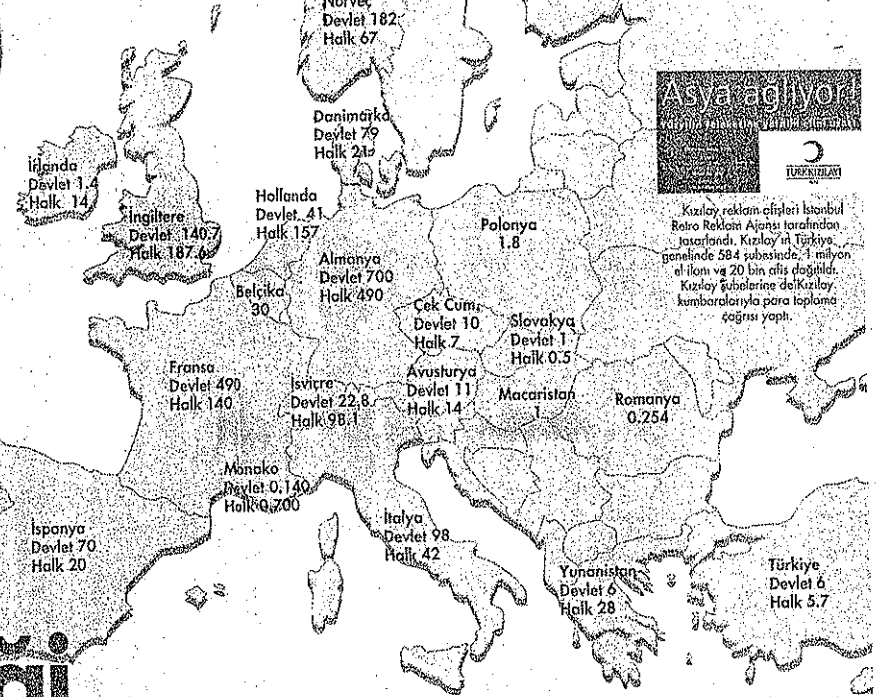 Norveç
Devlet 182
Halk 67
Danimarka
Devlet 79
Halk 21
İrlanda
Devlet 1.4
Halk 14
İngiltere
Devlet 140.7
Halk 187.6
Hollanda
Devlet 41
Halk 157
Almanya
Devlet 700
Halk 490
Polonya
1.8
Belçika
30
Çek Cum.
Devlet 10
Halk 7
Slovakya
Devlet 1
Halk 0.5
Fransa
Devlet 490
Halk 140
İsviçre
Devlet 22.8
Halk 98.1
Avusturya
Devlet 11
Halk 14
Macaristan
1
Romanya
0.254
Monako
Devlet 0.140
Halk 0.700
İspanya
Devlet 70
Halk 20
İtalya
Devlet 98
Halk 42
Yunanistan
Devlet 6
Halk 28
Türkiye
Devlet 6
Halk 5.7
Asya ağlıyor!
TÜRK KIZILAYI
Kızılay reklam afişleri İstanbul
Retro Reklam Ajansı tarafından
tasarlandı. Kızılay'ın Türkiye
genelinde 584 şubesinde, 1 milyon
el ilanı ve 20 bin afiş dağıtıldı.
Kızılay şubelerine de Kızılay
kumbaralarıyla para toplama
çağrısı yaptı.